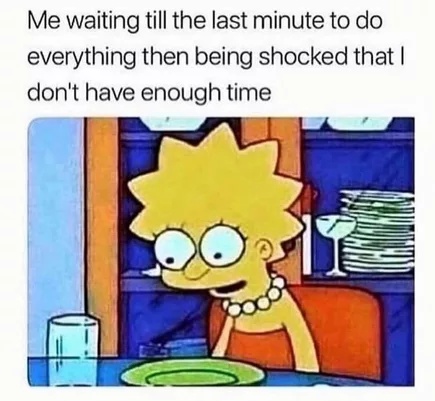 Me waiting till the last minute to do
everything then being shocked that I
don't have enough time